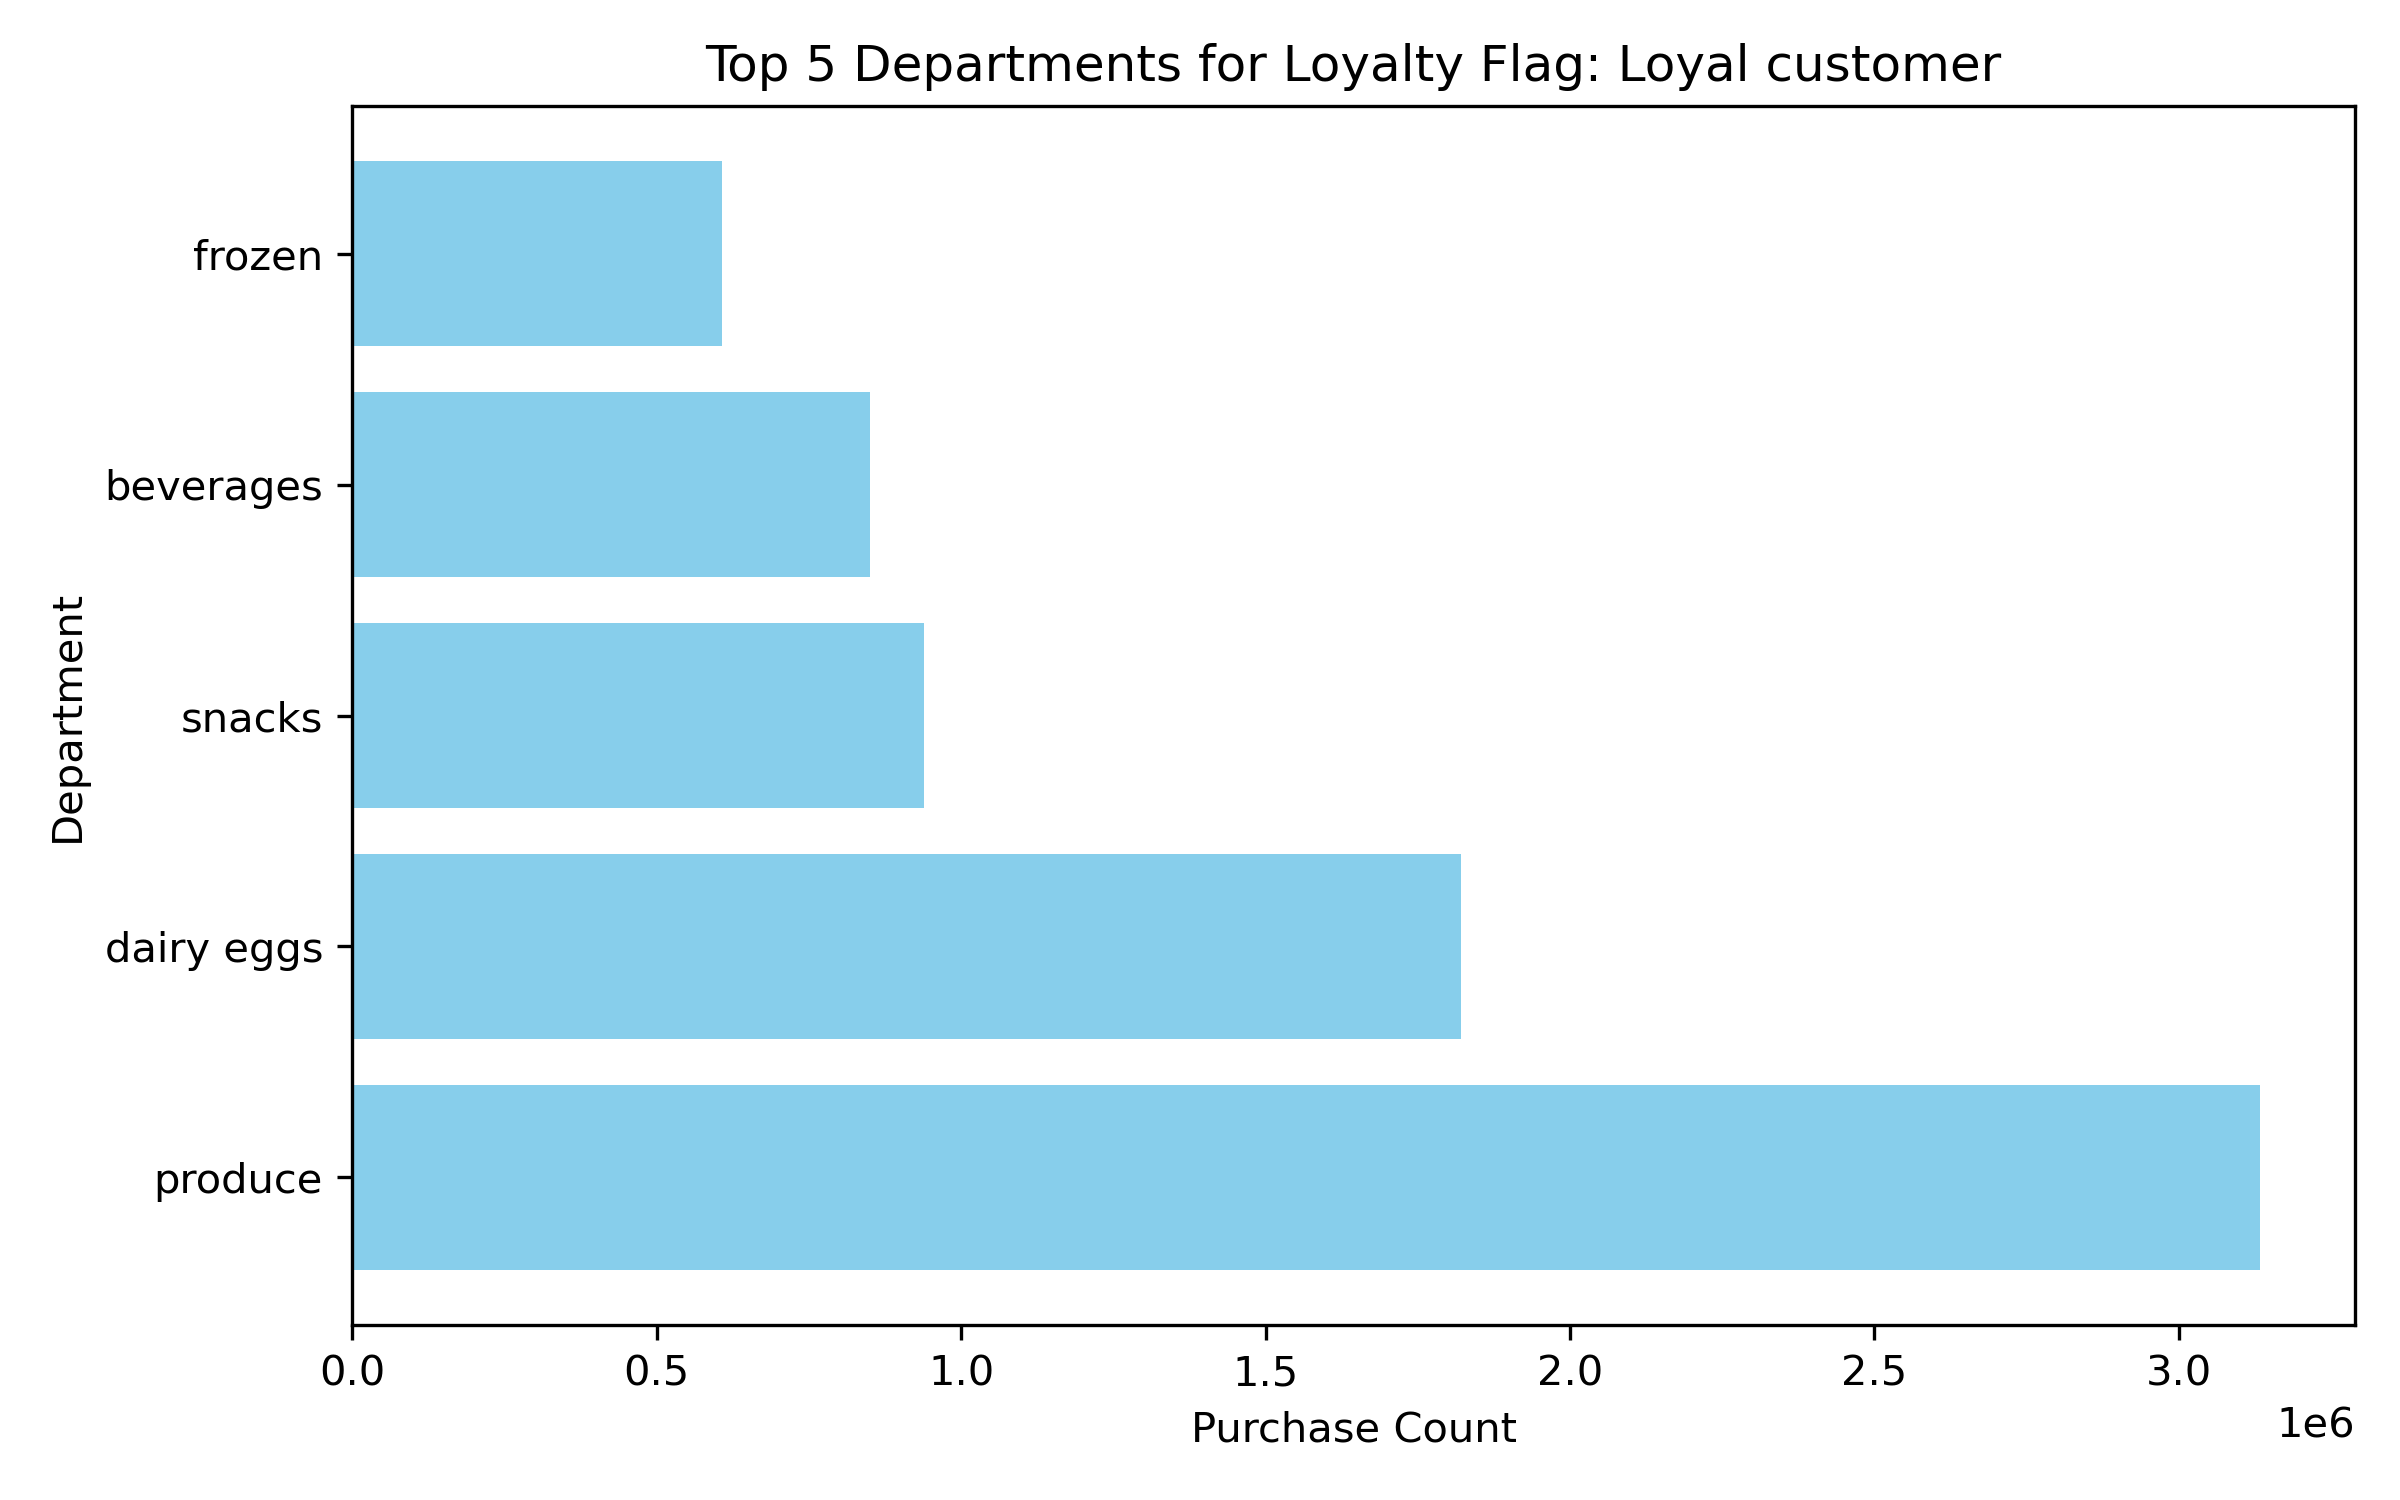 Top 5 Departments for Loyalty Flag: Loyal customer
frozen
beverages
snacks
dairy eggs
produce
Department
0.0 0.5 1.0 1.5 2.0 2.5 3.0
1e6
Purchase Count